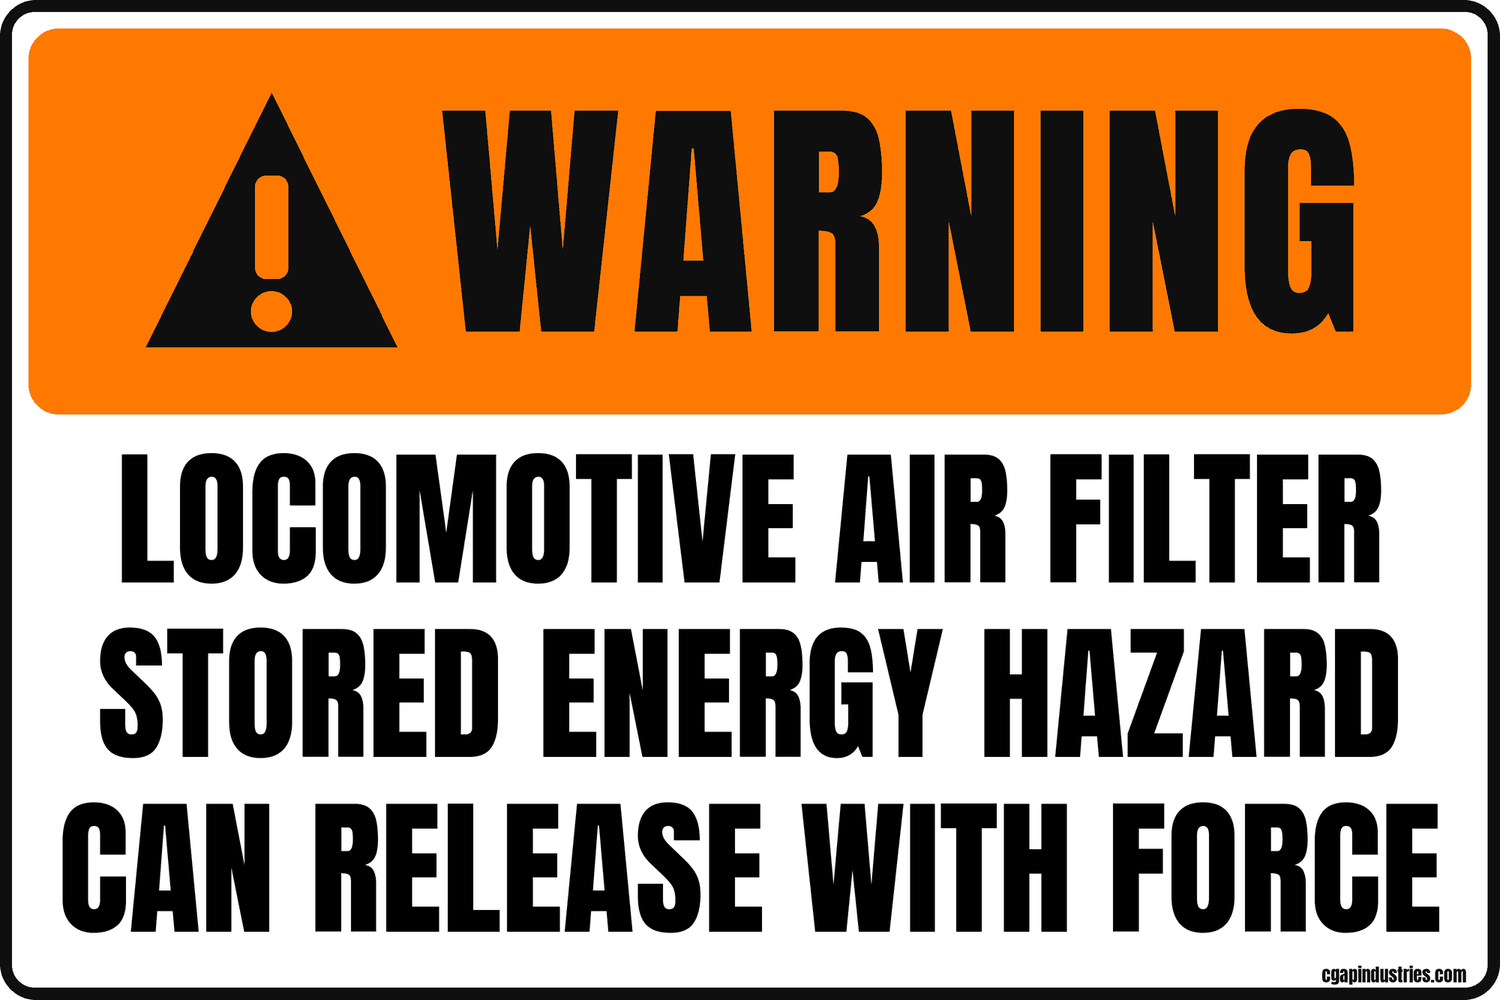 WARNING
LOCOMOTIVE AIR FILTER
STORED ENERGY HAZARD
CAN RELEASE WITH FORCE
cgapindustries.com